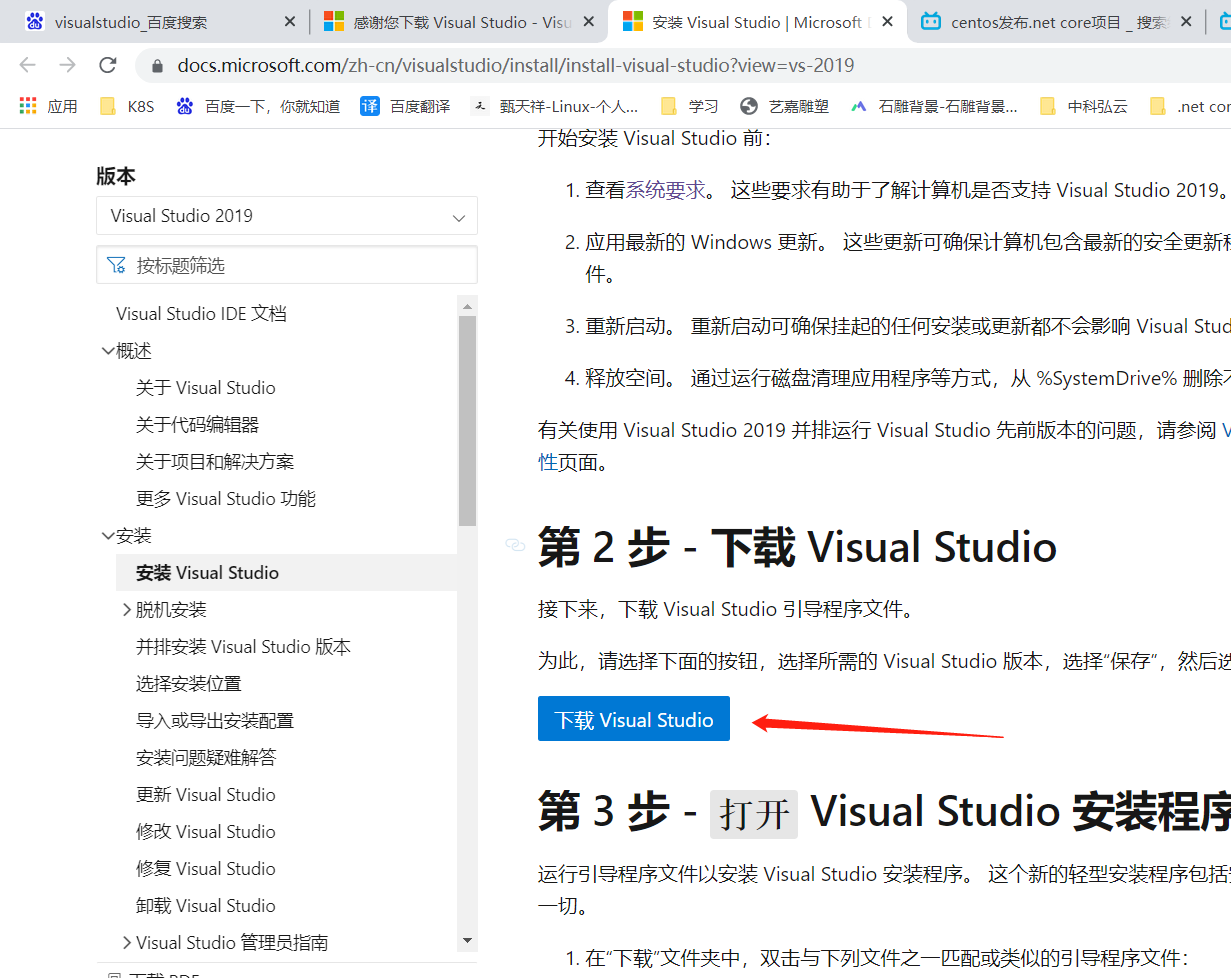 visualstudio_百度搜索
感谢您下载 Visual Studio - Visu
安装 Visual Studio | Microsoft
centos发布.net core项目 _ 搜索
docs.microsoft.com/zh-cn/visualstudio/install/install-visual-studio?view=vs-2019
应用
K8S
百度一下，你就知道
译
百度翻译
甄天祥-Linux-个人...
学习
艺嘉雕塑
石雕背景-石雕背景...
中科弘云
.net cor
版本
Visual Studio 2019
按标题筛选
Visual Studio IDE 文档
概述
关于 Visual Studio
关于代码编辑器
关于项目和解决方案
更多 Visual Studio 功能
安装
安装 Visual Studio
脱机安装
并排安装 Visual Studio 版本
选择安装位置
导入或导出安装配置
安装问题疑难解答
更新 Visual Studio
修改 Visual Studio
修复 Visual Studio
卸载 Visual Studio
Visual Studio 管理员指南
下载 PDF
开始安装 Visual Studio 前：
1. 查看系统要求。 这些要求有助于了解计算机是否支持 Visual Studio 2019。
2. 应用最新的 Windows 更新。 这些更新可确保计算机包含最新的安全更新程
件。
3. 重新启动。 重新启动可确保挂起的任何安装或更新都不会影响 Visual Stud
4. 释放空间。 通过运行磁盘清理应用程序等方式，从 %SystemDrive% 删除不
有关使用 Visual Studio 2019 并排运行 Visual Studio 先前版本的问题，请参阅 V
性页面。
第 2 步 - 下载 Visual Studio
接下来，下载 Visual Studio 引导程序文件。
为此，请选择下面的按钮，选择所需的 Visual Studio 版本，选择“保存”，然后选
下载 Visual Studio
第 3 步 - 打开 Visual Studio 安装程序
运行引导程序文件以安装 Visual Studio 安装程序。 这个新的轻型安装程序包括
一切。
1. 在“下载”文件夹中，双击与下列文件之一匹配或类似的引导程序文件：